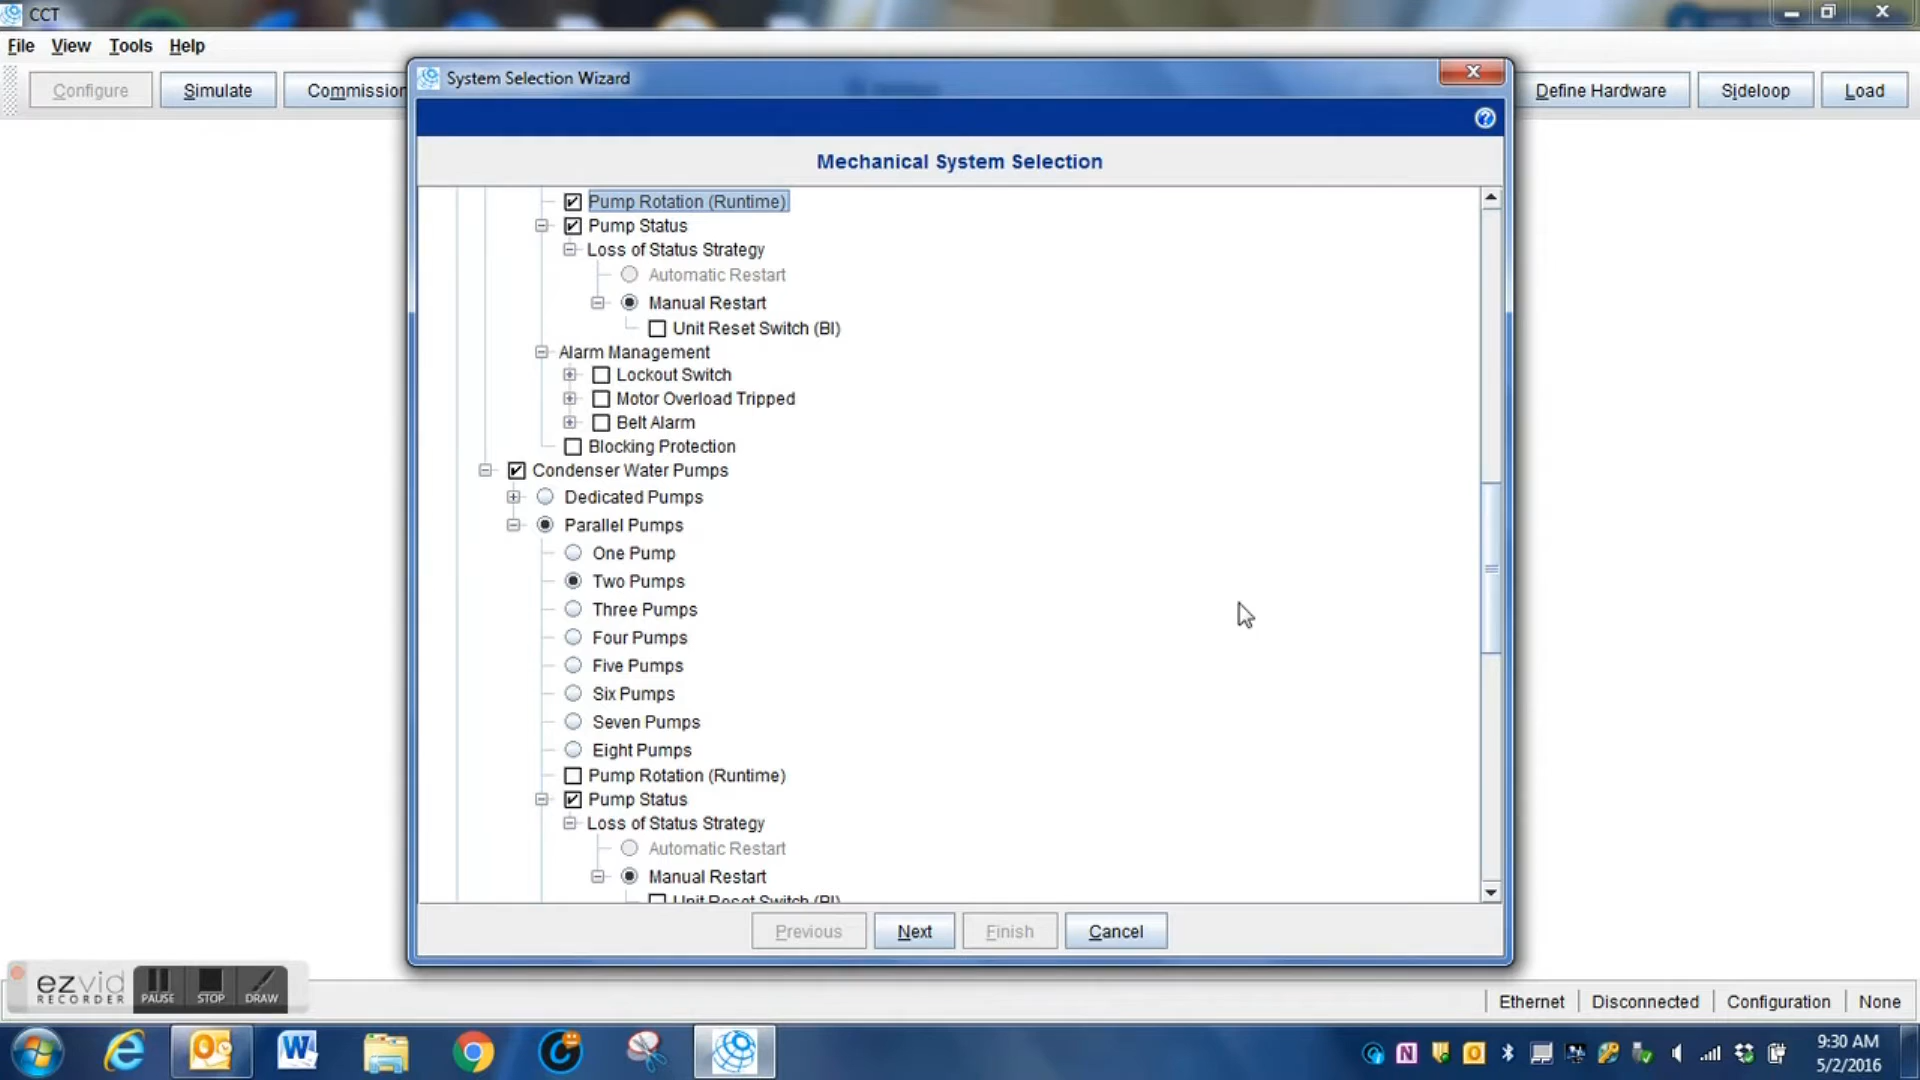 CCT
File View Tools Help
Configure Simulate Commission Define Hardware Sideloop Load
System Selection Wizard
Mechanical System Selection
Pump Rotation (Runtime)
Pump Status
Loss of Status Strategy
Automatic Restart
Manual Restart
Unit Reset Switch (BI)
Alarm Management
Lockout Switch
Motor Overload Tripped
Belt Alarm
Blocking Protection
Condenser Water Pumps
Dedicated Pumps
Parallel Pumps
One Pump
Two Pumps
Three Pumps
Four Pumps
Five Pumps
Six Pumps
Seven Pumps
Eight Pumps
Pump Rotation (Runtime)
Pump Status
Loss of Status Strategy
Automatic Restart
Manual Restart
Unit Reset Switch (BI)
Previous Next Finish Cancel
ezvid
RECORDER PAUSE STOP DRAW
Ethernet Disconnected Configuration None
9:30 AM
5/2/2016